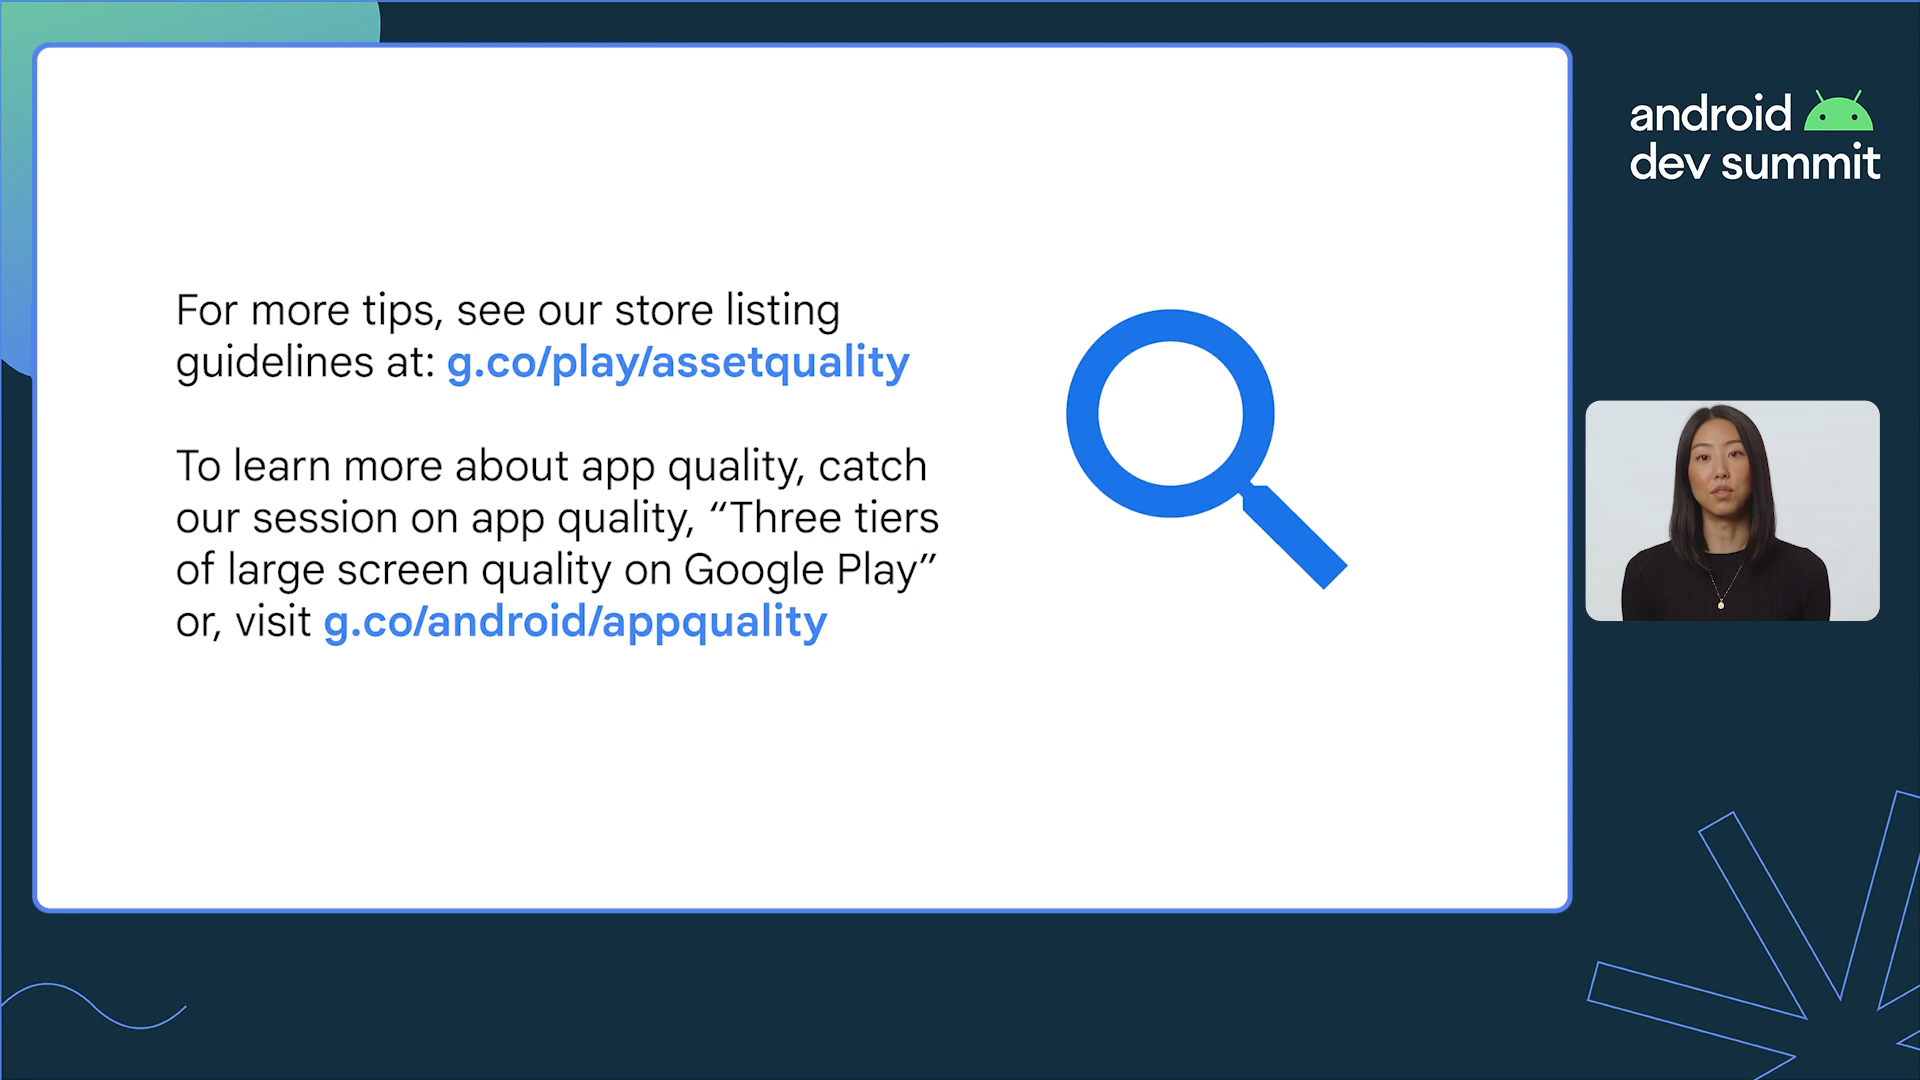 For more tips, see our store listing
guidelines at: g.co/play/assetquality
To learn more about app quality, catch
our session on app quality, “Three tiers
of large screen quality on Google Play”
or, visit g.co/android/appquality
android
dev summit